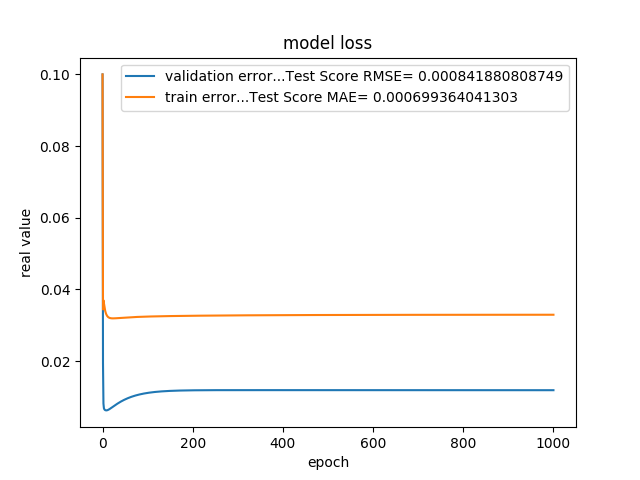 model loss
validation error...Test Score RMSE= 0.000841880808749
train error...Test Score MAE= 0.000699364041303
real value
0.10
0.08
0.06
0.04
0.02
0
200
400
600
800
1000
epoch